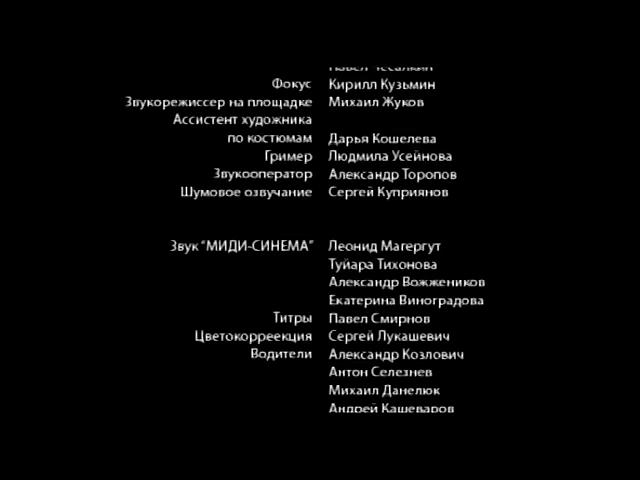 Фокус Кирилл Кузьмин
Звукорежиссер на площадке Михаил Жуков
Ассистент художника
по костюмам Дарья Кошелева
Гример Людмила Усейнова
Звукооператор Александр Торопов
Шумовое озвучание Сергей Куприянов
Звук “МИДИ-СИНЕМА” Леонид Магергут
Туйара Тихонова
Александр Вожжеников
Екатерина Виноградова
Титры Павел Смирнов
Цветокорреекция Сергей Лукашевич
Водители Александр Козлович
Антон Селезнев
Михаил Данелюк
Андрей Кашеваров